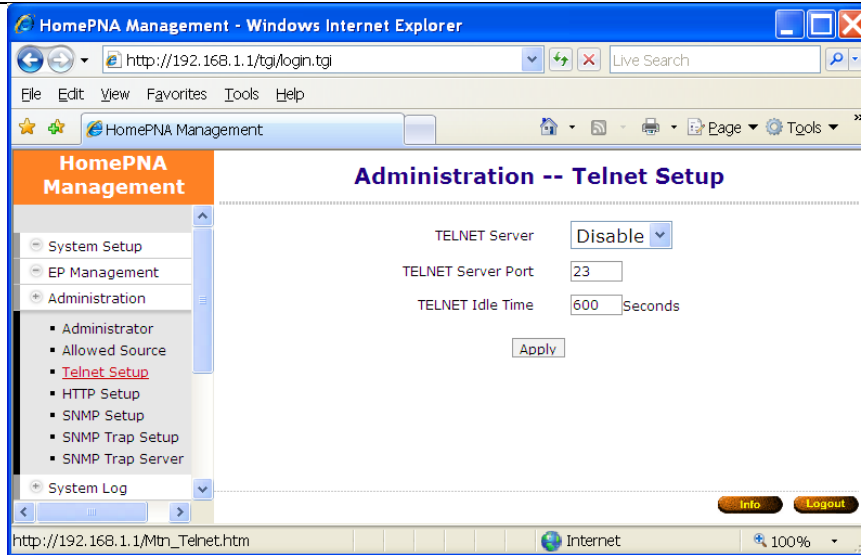 HomePNA Management - Windows Internet Explorer
http://192.168.1.1/tgi/login.tgi
Live Search
File Edit View Favorites Tools Help
HomePNA Management
Page Tools
HomePNA
Management
System Setup
EP Management
Administration
Administrator
Allowed Source
Telnet Setup
HTTP Setup
SNMP Setup
SNMP Trap Setup
SNMP Trap Server
System Log
Administration -- Telnet Setup
TELNET Server Disable
TELNET Server Port 23
TELNET Idle Time 600 Seconds
Apply
Info Logout
http://192.168.1.1/Mtn_Telnet.htm Internet 100%